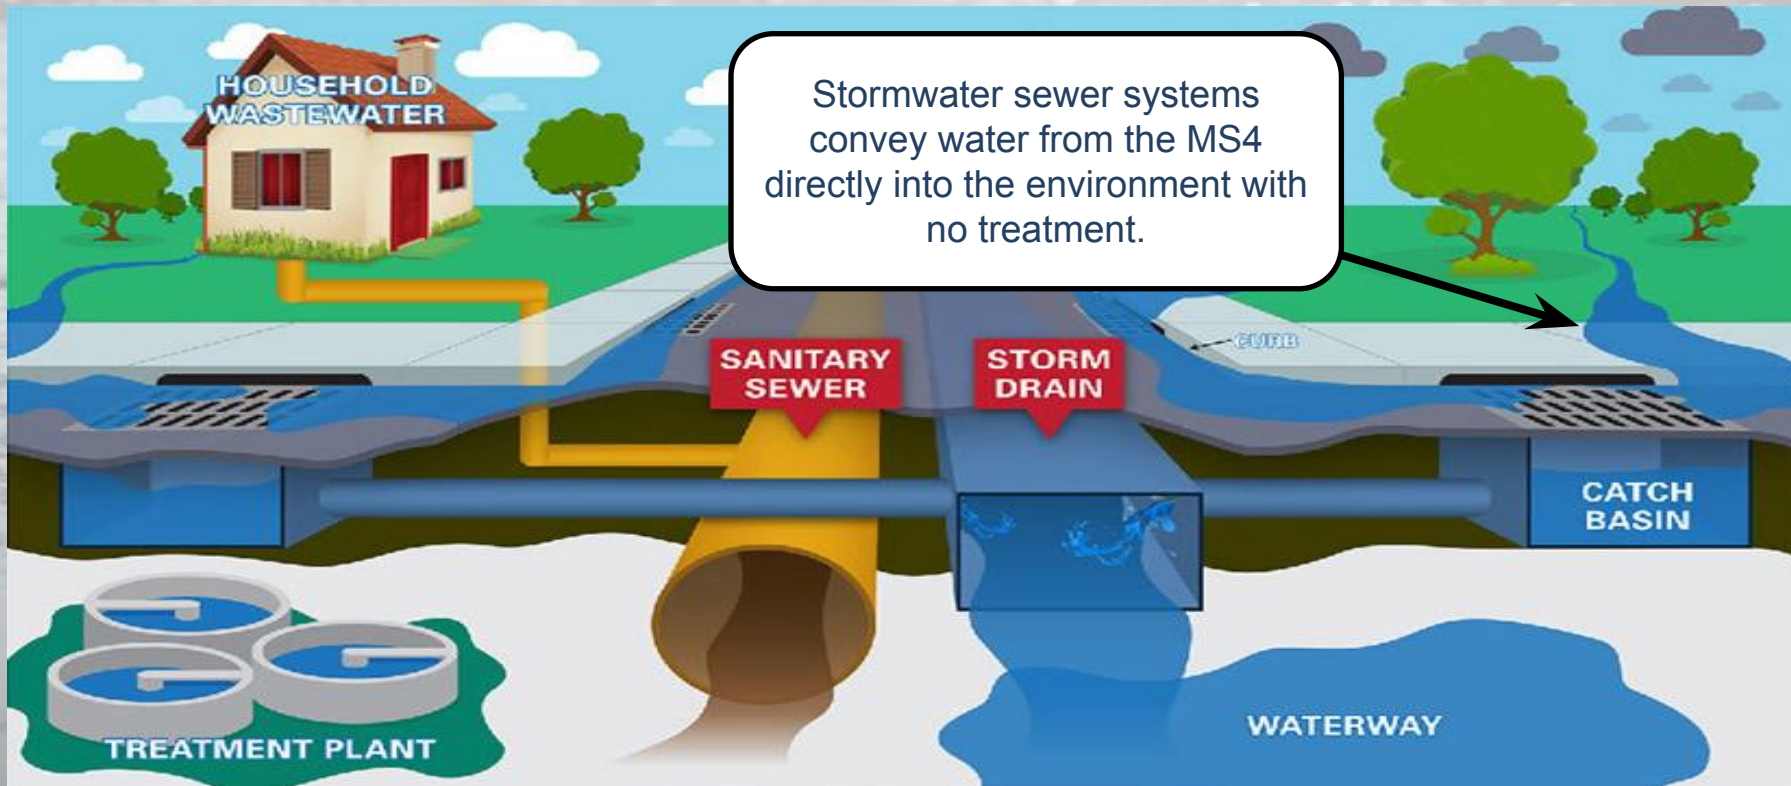 HOUSEHOLD
WASTEWATER
Stormwater sewer systems
convey water from the MS4
directly into the environment with
no treatment.
CURB
SANITARY
SEWER
STORM
DRAIN
CATCH
BASIN
WATERWAY
TREATMENT PLANT